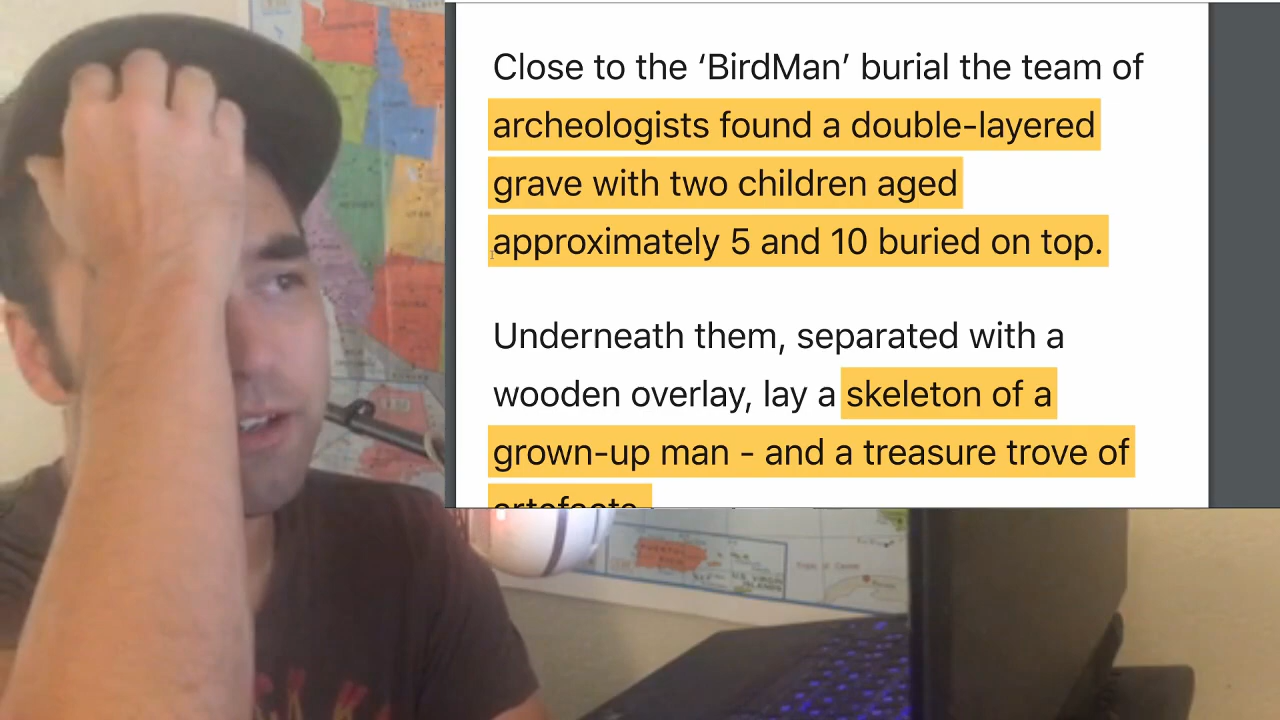 Close to the ‘BirdMan’ burial the team of
archeologists found a double-layered
grave with two children aged
approximately 5 and 10 buried on top.
Underneath them, separated with a
wooden overlay, lay a skeleton of a
grown-up man - and a treasure trove of
artefacts.